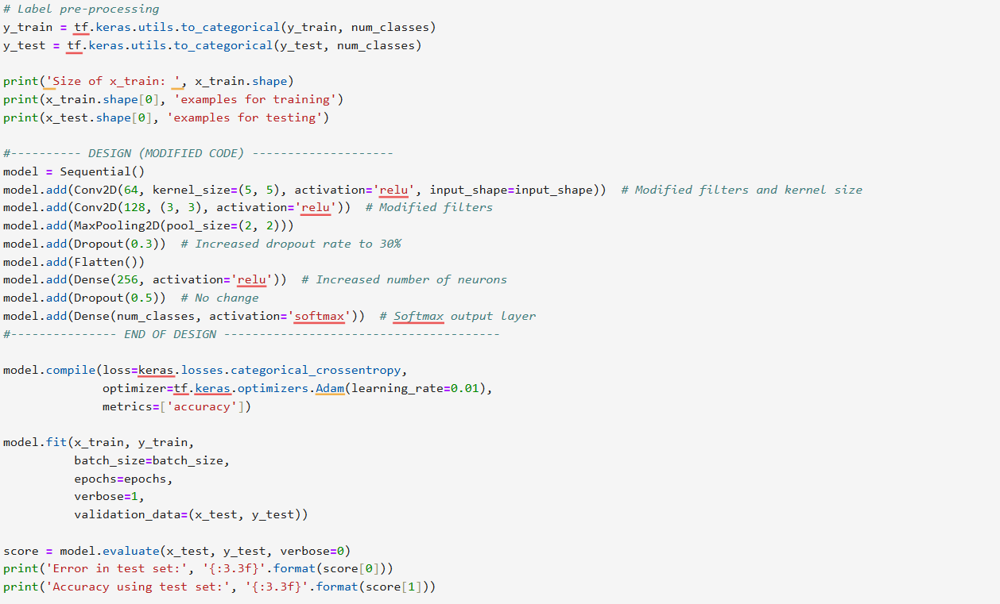 # Label pre-processing
y_train = tf.keras.utils.to_categorical(y_train, num_classes)
y_test = tf.keras.utils.to_categorical(y_test, num_classes)
print('Size of x_train: ', x_train.shape)
print(x_train.shape[0], 'examples for training')
print(x_test.shape[0], 'examples for testing')
#---------- DESIGN (MODIFIED CODE) --------------------
model = Sequential()
model.add(Conv2D(64, kernel_size=(5, 5), activation='relu', input_shape=input_shape))  # Modified filters and kernel size
model.add(Conv2D(128, (3, 3), activation='relu'))  # Modified filters
model.add(MaxPooling2D(pool_size=(2, 2)))
model.add(Dropout(0.3))  # Increased dropout rate to 30%
model.add(Flatten())
model.add(Dense(256, activation='relu'))  # Increased number of neurons
model.add(Dropout(0.5))  # No change
model.add(Dense(num_classes, activation='softmax'))  # Softmax output layer
#--------------- END OF DESIGN ---------------------------------------
model.compile(loss=keras.losses.categorical_crossentropy,
              optimizer=tf.keras.optimizers.Adam(learning_rate=0.01),
              metrics=['accuracy'])
model.fit(x_train, y_train,
          batch_size=batch_size,
          epochs=epochs,
          verbose=1,
          validation_data=(x_test, y_test))
score = model.evaluate(x_test, y_test, verbose=0)
print('Error in test set:', '{:3.3f}'.format(score[0]))
print('Accuracy using test set:', '{:3.3f}'.format(score[1]))